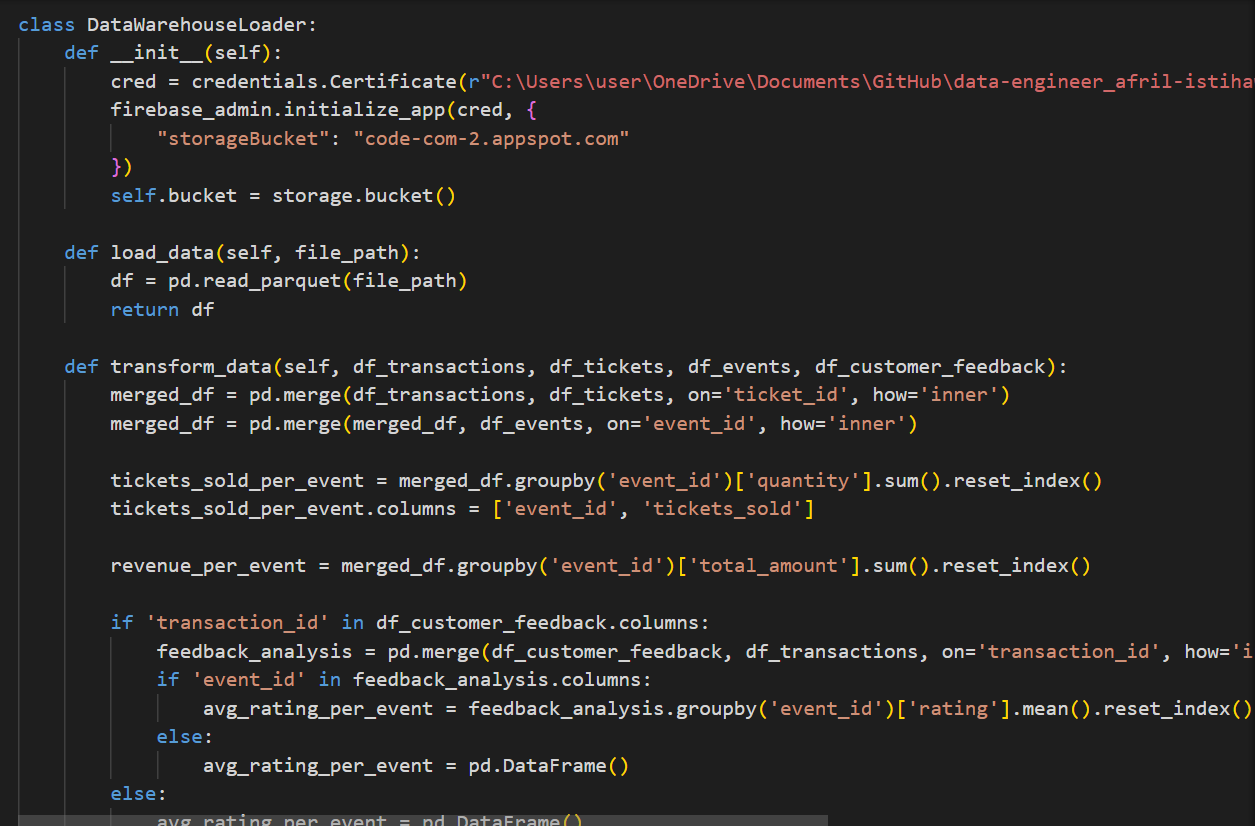 class DataWarehouseLoader:
    def __init__(self):
        cred = credentials.Certificate(r"C:\Users\user\OneDrive\Documents\GitHub\data-engineer_afril-istiha
        firebase_admin.initialize_app(cred, {
            "storageBucket": "code-com-2.appspot.com"
        })
        self.bucket = storage.bucket()
    def load_data(self, file_path):
        df = pd.read_parquet(file_path)
        return df
    def transform_data(self, df_transactions, df_tickets, df_events, df_customer_feedback):
        merged_df = pd.merge(df_transactions, df_tickets, on='ticket_id', how='inner')
        merged_df = pd.merge(merged_df, df_events, on='event_id', how='inner')
        tickets_sold_per_event = merged_df.groupby('event_id')['quantity'].sum().reset_index()
        tickets_sold_per_event.columns = ['event_id', 'tickets_sold']
        revenue_per_event = merged_df.groupby('event_id')['total_amount'].sum().reset_index()
        if 'transaction_id' in df_customer_feedback.columns:
            feedback_analysis = pd.merge(df_customer_feedback, df_transactions, on='transaction_id', how='i
            if 'event_id' in feedback_analysis.columns:
                avg_rating_per_event = feedback_analysis.groupby('event_id')['rating'].mean().reset_index()
            else:
                avg_rating_per_event = pd.DataFrame()
        else:
            avg_rating_per_event = pd.DataFrame()